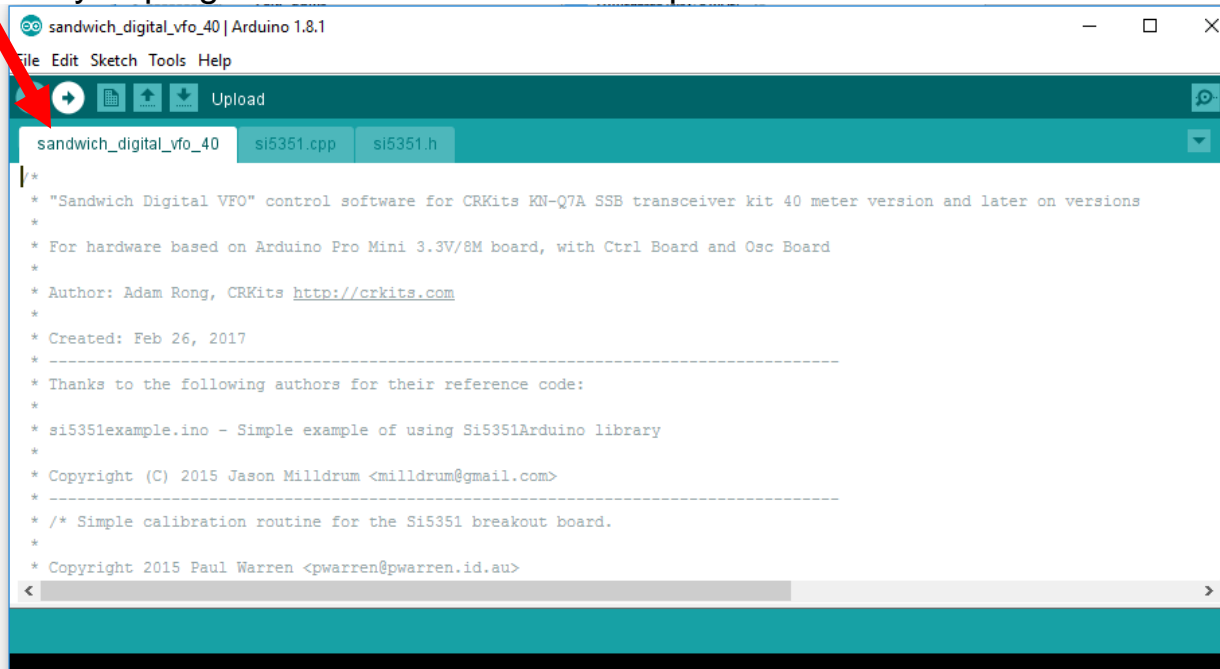 sandwich_digital_vfo_40 | Arduino 1.8.1
File Edit Sketch Tools Help
Upload
sandwich_digital_vfo_40 si5351.cpp si5351.h
/*
* "Sandwich Digital VFO" control software for CRKits KN-Q7A SSB transceiver kit 40 meter version and later on versions
*
* For hardware based on Arduino Pro Mini 3.3V/8M board, with Ctrl Board and Osc Board
*
* Author: Adam Rong, CRKits http://crkits.com
*
* Created: Feb 26, 2017
* -------------------------------------------------------------------------------
* Thanks to the following authors for their reference code:
*
* si5351example.ino - Simple example of using Si5351Arduino library
*
* Copyright (C) 2015 Jason Milldrum <milldrum@gmail.com>
* -------------------------------------------------------------------------------
* /* Simple calibration routine for the Si5351 breakout board.
*
* Copyright 2015 Paul Warren <pwarren@pwarren.id.au>